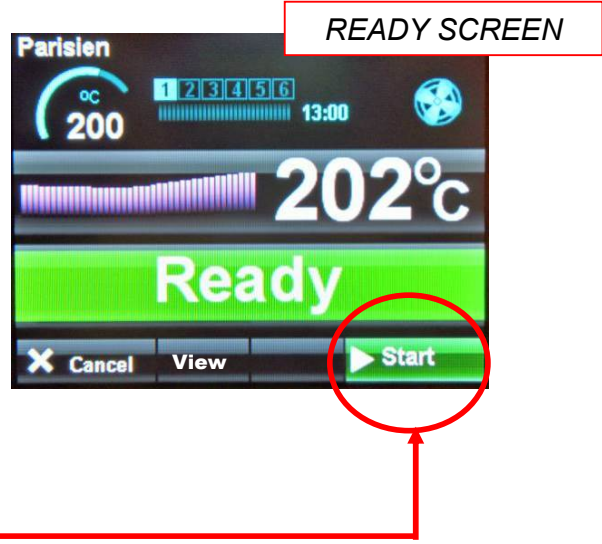 READY SCREEN
Parisien
°C
200
1 2 3 4 5 6
13:00
202°C
Ready
X Cancel View Start